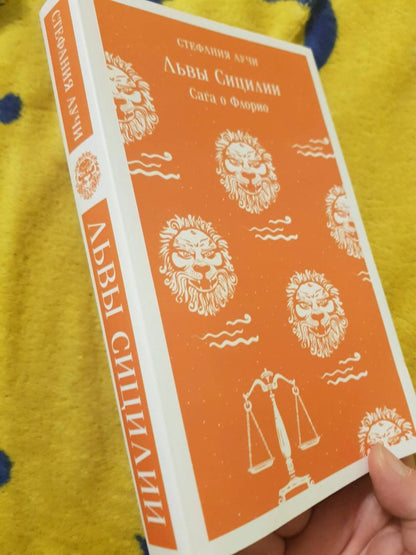 СТЕФАНИЯ АУЧИ
Львы Сицилии
Сага о Флорио
СТЕФАНИЯ АУЧИ
ЛЬВЫ СИЦИЛИИ